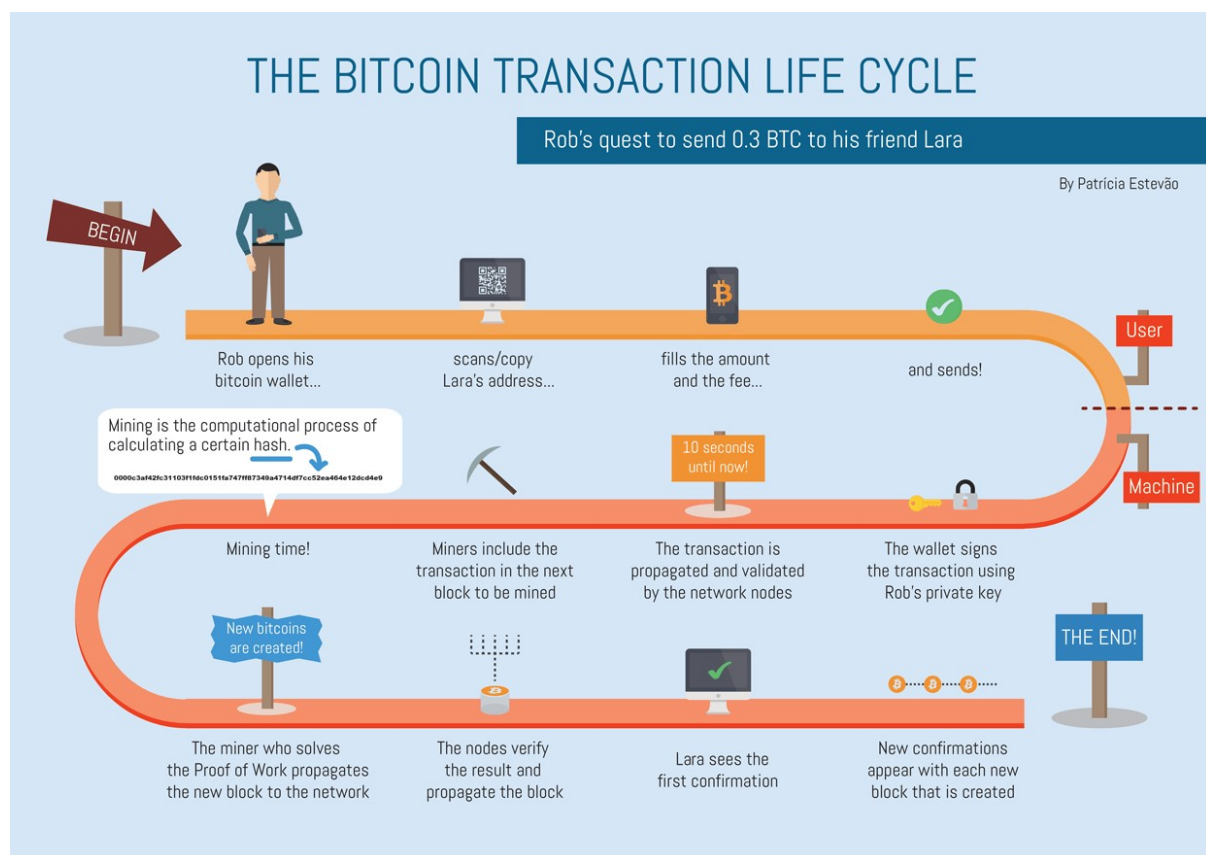 THE BITCOIN TRANSACTION LIFE CYCLE
Rob's quest to send 0.3 BTC to his friend Lara
By Patrícia Estevão
BEGIN
Rob opens his
bitcoin wallet...
scans/copy
Lara's address...
fills the amount
and the fee...
and sends!
User
Machine
The wallet signs
the transaction using
Rob's private key
10 seconds
until now!
The transaction is
propagated and validated
by the network nodes
Miners include the
transaction in the next
block to be mined
Mining is the computational process of
calculating a certain hash.
0000c3af42fc31103f1fdc0151fa747ff87349a4714df7cc52ea464e12dcd4e9
Mining time!
New bitcoins
are created!
The miner who solves
the Proof of Work propagates
the new block to the network
The nodes verify
the result and
propagate the block
Lara sees the
first confirmation
New confirmations
appear with each new
block that is created
THE END!